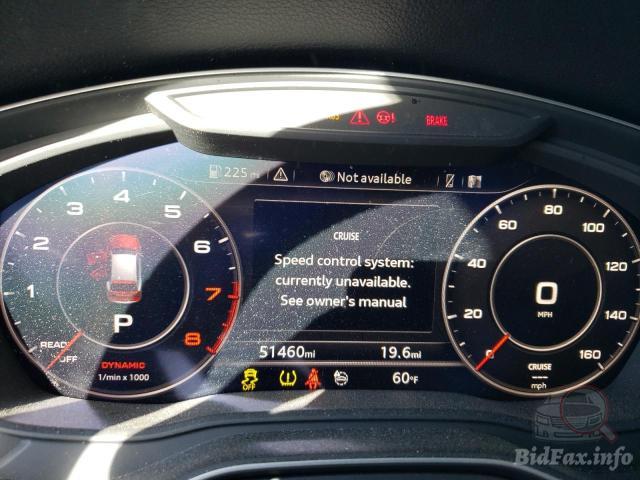 BRAKE
225 mi
Not available
CRUISE
Speed control system:
currently unavailable.
See owner's manual
1 2 3 4 5 6 7 8
READY
OFF
P
DYNAMIC
1/min x 1000
0 20 40 60 80 100 120 140 160
0
MPH
CRUISE
---
mph
51460mi
19.6mi
OFF
60°F
BidFax.info